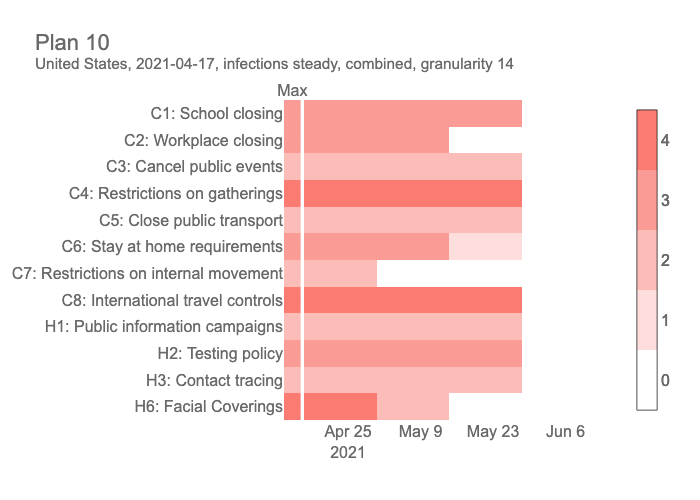 Plan 10
United States, 2021-04-17, infections steady, combined, granularity 14
Max
C1: School closing
C2: Workplace closing
C3: Cancel public events
C4: Restrictions on gatherings
C5: Close public transport
C6: Stay at home requirements
C7: Restrictions on internal movement
C8: International travel controls
H1: Public information campaigns
H2: Testing policy
H3: Contact tracing
H6: Facial Coverings
Apr 25 May 9 May 23 Jun 6
2021
4
3
2
1
0